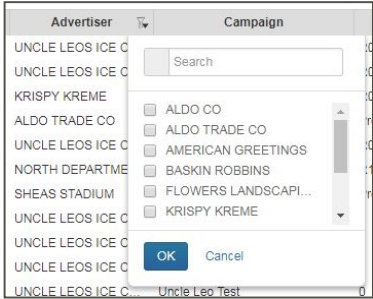 Advertiser Campaign
UNCLE LEOS ICE C
UNCLE LEOS ICE C
KRISPY KREME
ALDO TRADE CO
UNCLE LEOS ICE C
NORTH DEPARTME
SHEAS STADIUM
UNCLE LEOS ICE C
UNCLE LEOS ICE C
UNCLE LEOS ICE C
UNCLE LEOS ICE C... Uncle Leo Test 0
Search
ALDO CO
ALDO TRADE CO
AMERICAN GREETINGS
BASKIN ROBBINS
FLOWERS LANDSCAPI...
KRISPY KREME
OK Cancel